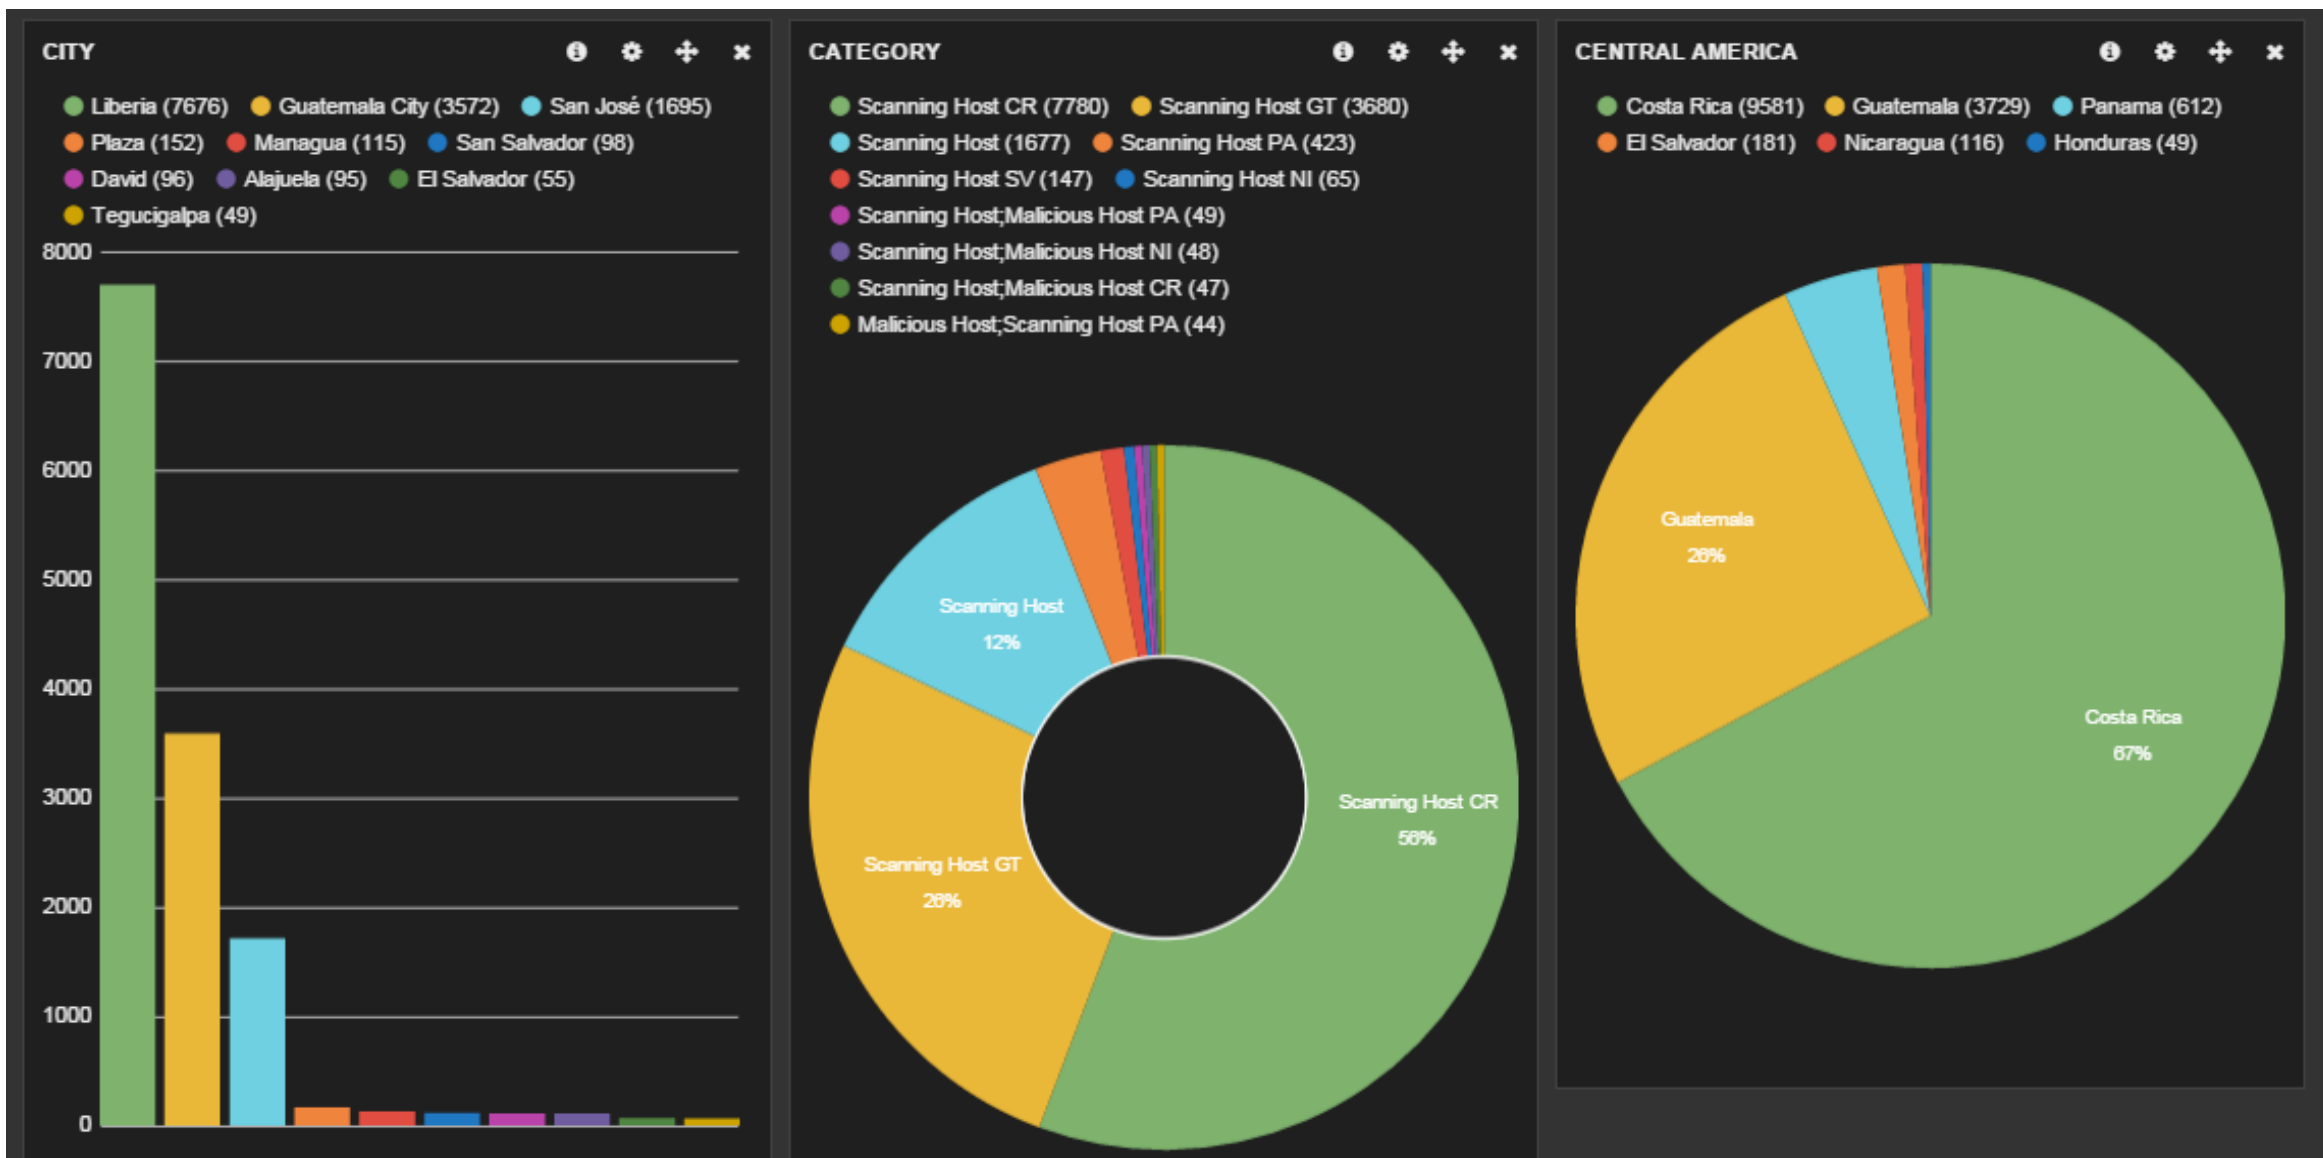 CITY
Liberia (7676) Guatemala City (3572) San José (1695)
Plaza (152) Managua (115) San Salvador (98)
David (96) Alajuela (95) El Salvador (55)
Tegucigalpa (49)
8000
7000
6000
5000
4000
3000
2000
1000
0
CATEGORY
Scanning Host CR (7780) Scanning Host GT (3680)
Scanning Host (1677) Scanning Host PA (423)
Scanning Host SV (147) Scanning Host NI (65)
Scanning Host;Malicious Host PA (49)
Scanning Host;Malicious Host NI (48)
Scanning Host;Malicious Host CR (47)
Malicious Host;Scanning Host PA (44)
Scanning Host
12%
Scanning Host CR
56%
Scanning Host GT
26%
CENTRAL AMERICA
Costa Rica (9581) Guatemala (3729) Panama (612)
El Salvador (181) Nicaragua (116) Honduras (49)
Guatemala
26%
Costa Rica
67%